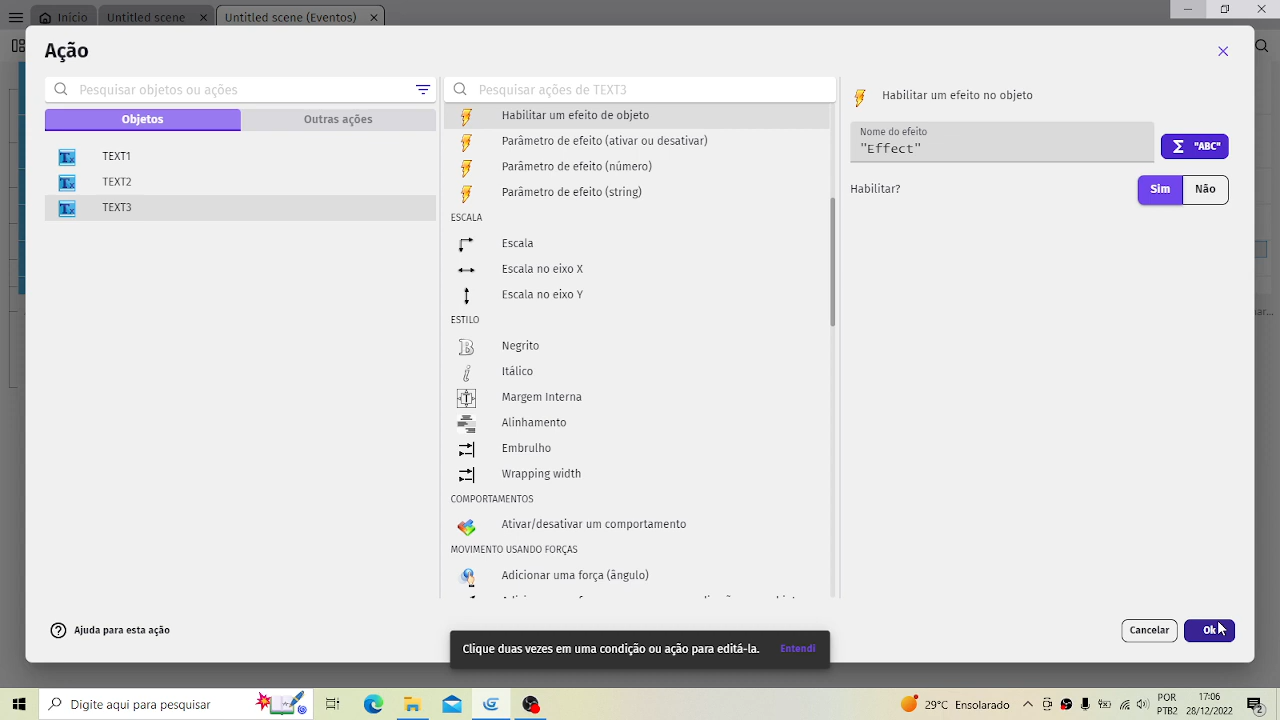 Início
Untitled scene
Untitled scene (Eventos)
Ação
Pesquisar objetos ou ações
Objetos
Outras ações
TEXT1
TEXT2
TEXT3
Pesquisar ações de TEXT3
Habilitar um efeito de objeto
Parâmetro de efeito (ativar ou desativar)
Parâmetro de efeito (número)
Parâmetro de efeito (string)
ESCALA
Escala
Escala no eixo X
Escala no eixo Y
ESTILO
Negrito
Itálico
Margem Interna
Alinhamento
Embrulho
Wrapping width
COMPORTAMENTOS
Ativar/desativar um comportamento
MOVIMENTO USANDO FORÇAS
Adicionar uma força (ângulo)
Habilitar um efeito no objeto
Nome do efeito
"Effect"
"ABC"
Habilitar?
Sim
Não
Ajuda para esta ação
Cancelar
Ok
Clique duas vezes em uma condição ou ação para editá-la.
Entendi
Digite aqui para pesquisar
29°C Ensolarado
POR
PTB2
17:06
28/12/2022
2